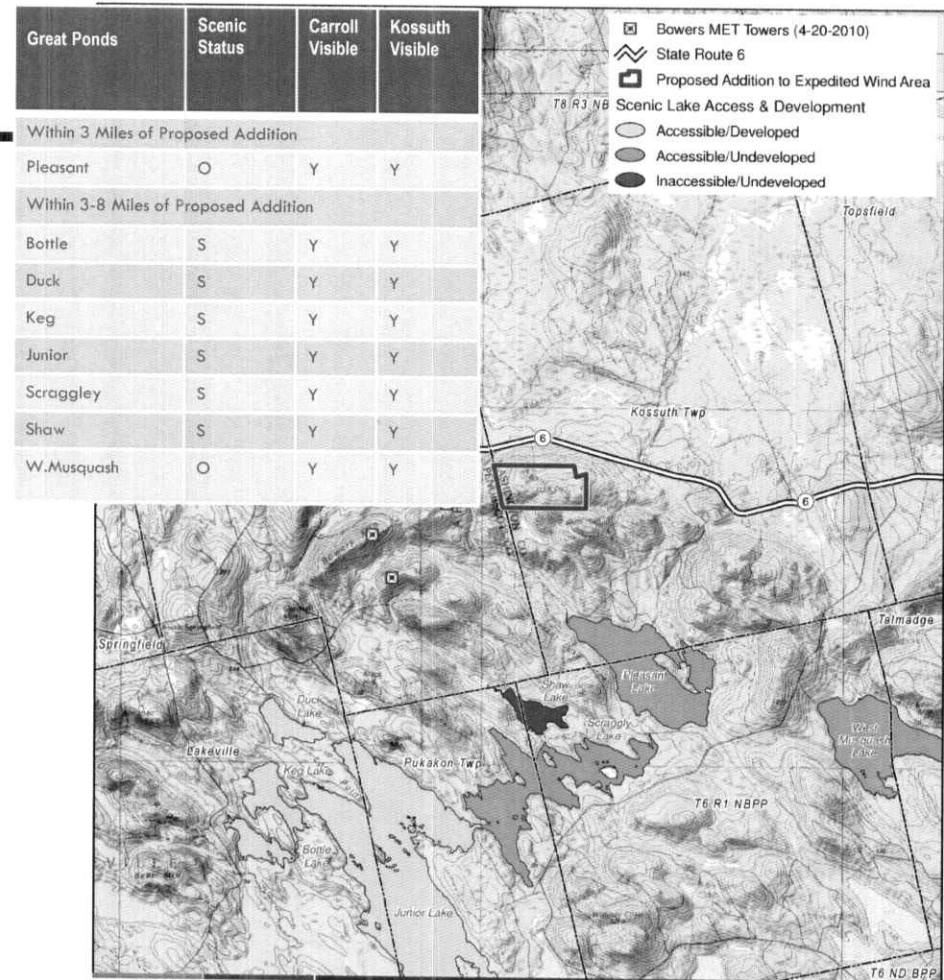 Great Ponds Scenic Status Carroll Visible Kossuth Visible
Within 3 Miles of Proposed Addition
Pleasant O Y Y
Within 3-8 Miles of Proposed Addition
Bottle S Y Y
Duck S Y Y
Keg S Y Y
Junior S Y Y
Scraggley S Y Y
Shaw S Y Y
W.Musquash O Y Y
Bowers MET Towers (4-20-2010)
State Route 6
Proposed Addition to Expedited Wind Area
Scenic Lake Access & Development
Accessible/Developed
Accessible/Undeveloped
Inaccessible/Undeveloped
T8 R3 NB
Topsfield
Kossuth Twp
6
6
Talmadge
Springfield
Pleasant
Lake
Shaw
Lake
Duck
Lake
Scraggly
Lake
West
Musquash
Lake
Lakeville
Pukakon Twp
Keg Lake
T6 R1 NBPP
Bottle
Lake
Junior Lake
T6 ND BPP